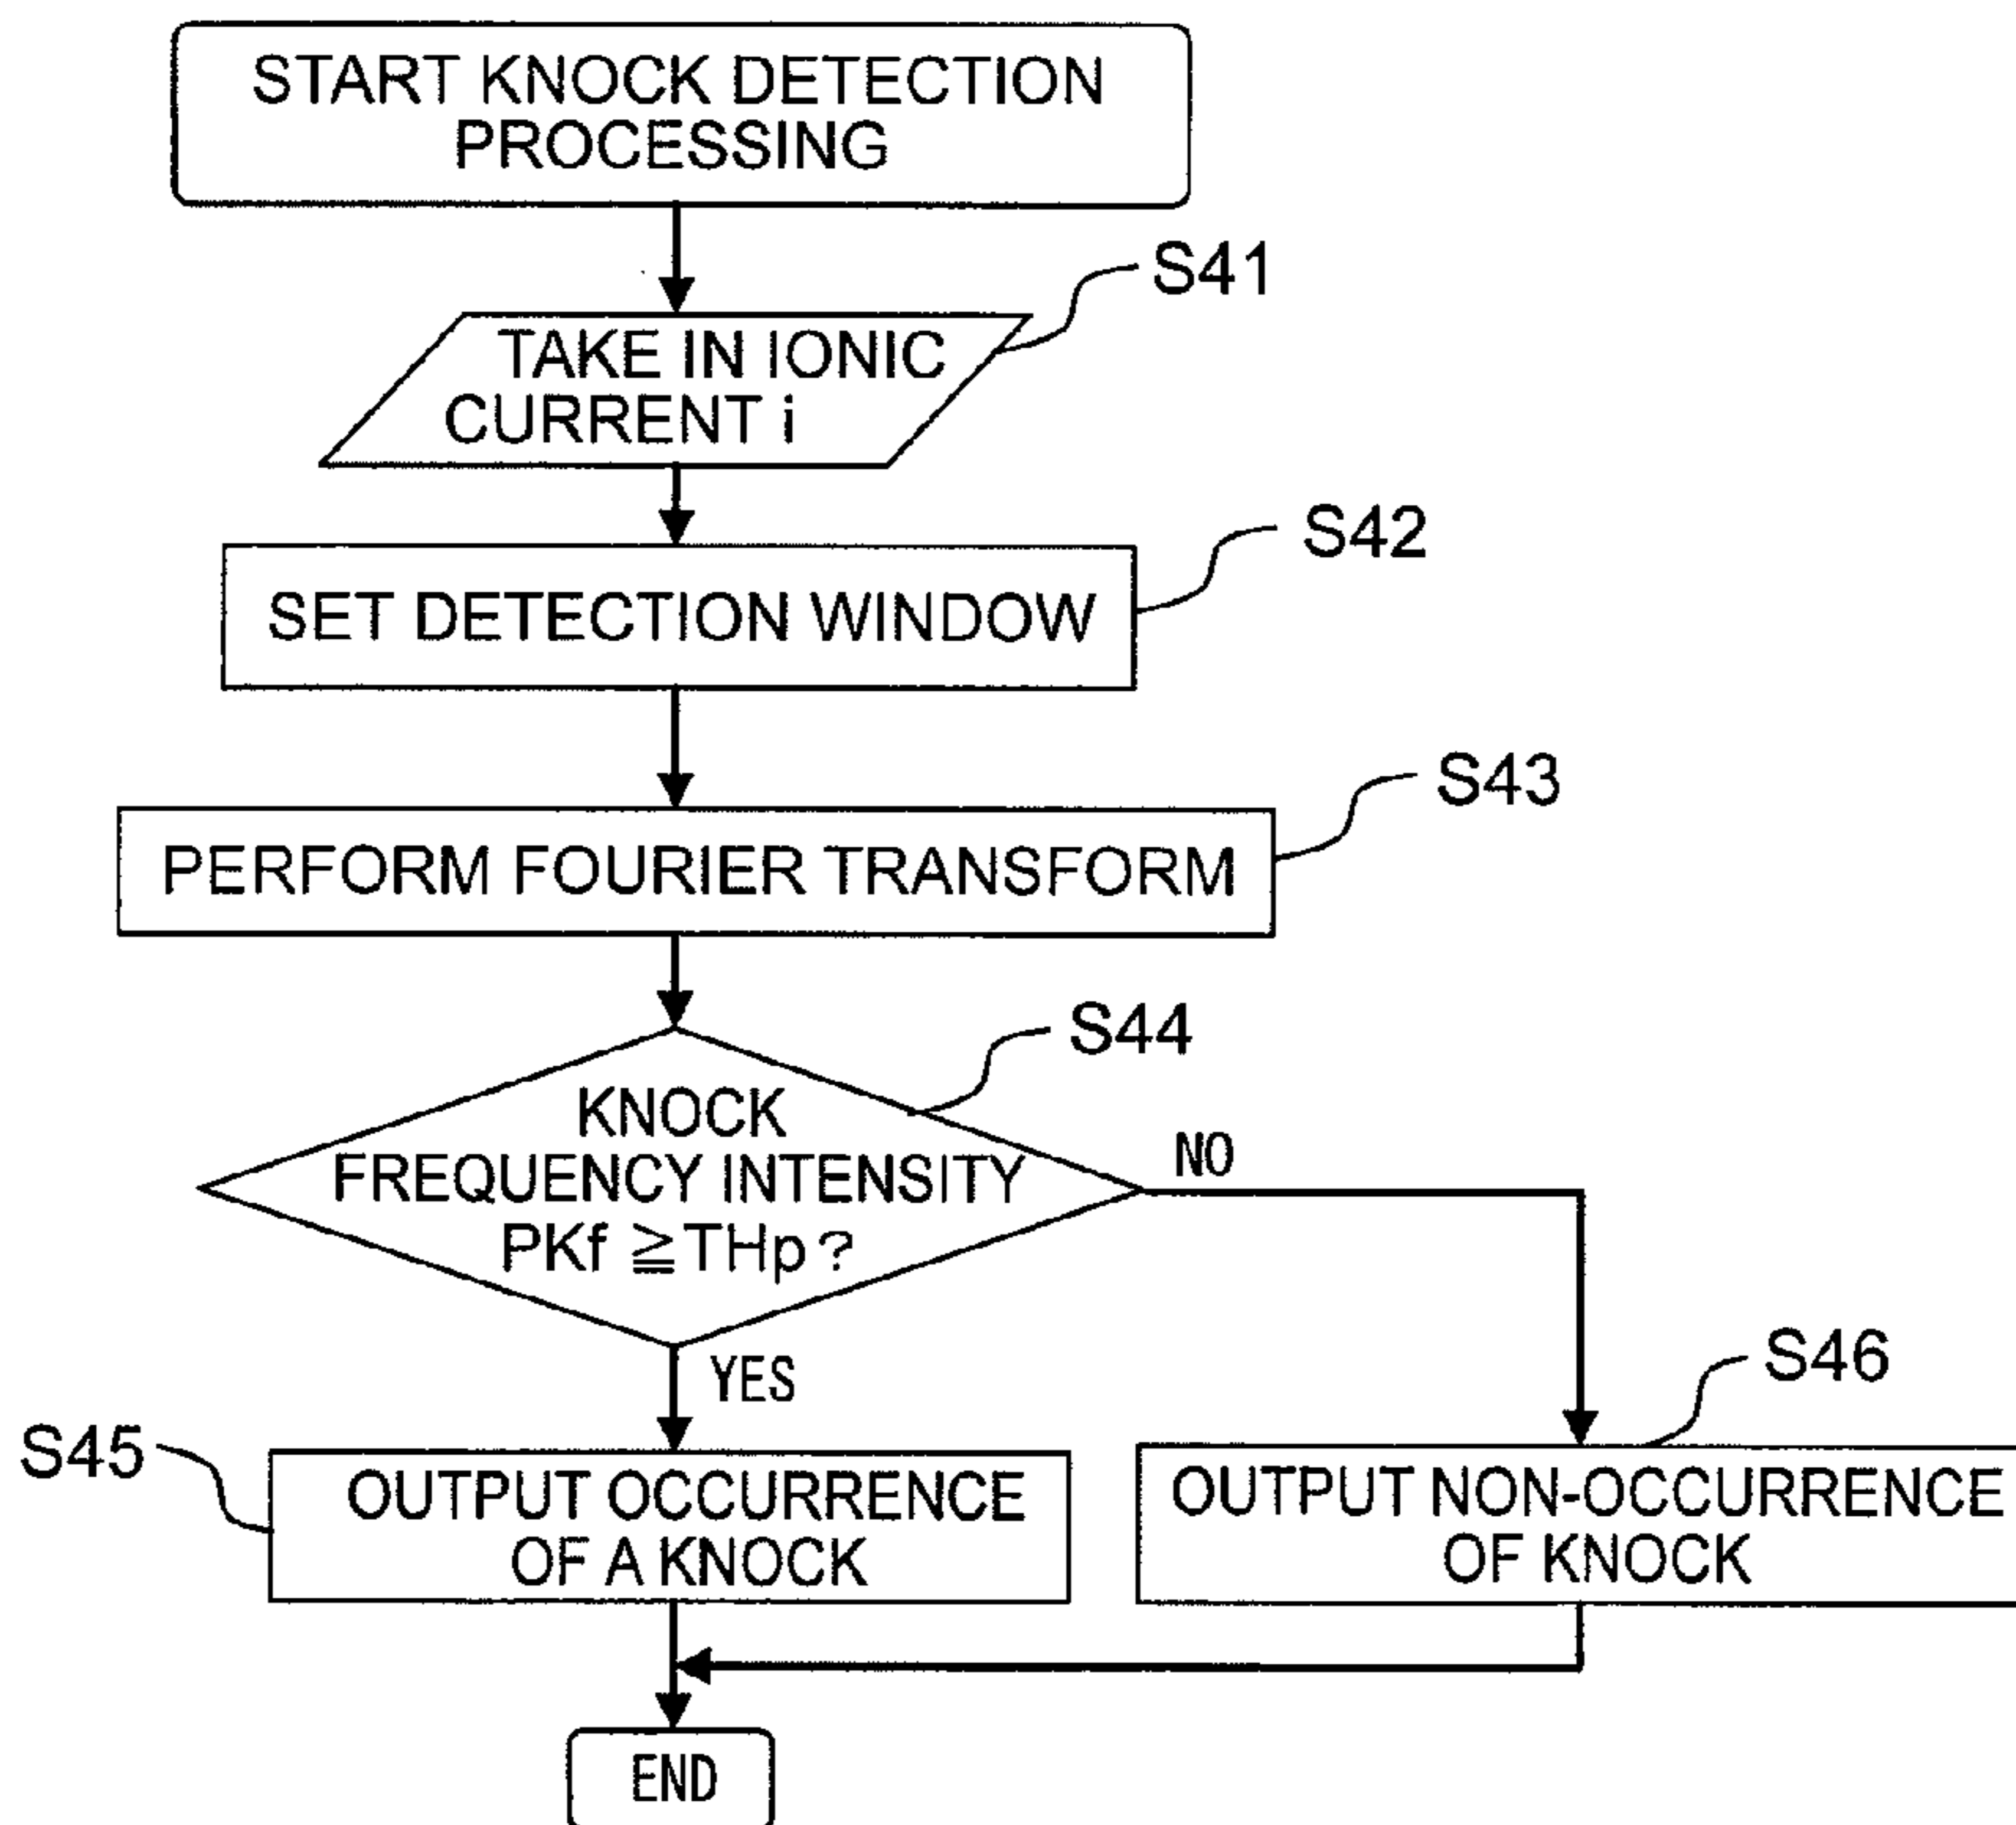 START KNOCK DETECTION
PROCESSING
S41
TAKE IN IONIC
CURRENT i
S42
SET DETECTION WINDOW
S43
PERFORM FOURIER TRANSFORM
S44
KNOCK
FREQUENCY INTENSITY
PKf ≧ THp ?
NO
YES
S45
OUTPUT OCCURRENCE
OF A KNOCK
S46
OUTPUT NON-OCCURRENCE
OF KNOCK
END